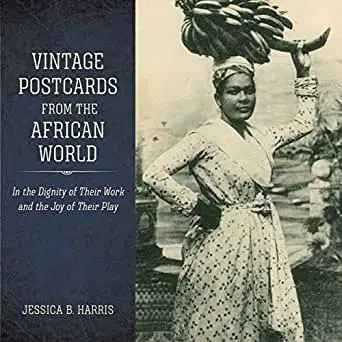 VINTAGE
POSTCARDS
FROM THE
AFRICAN
WORLD
In the Dignity of Their Work
and the Joy of Their Play
JESSICA B. HARRIS